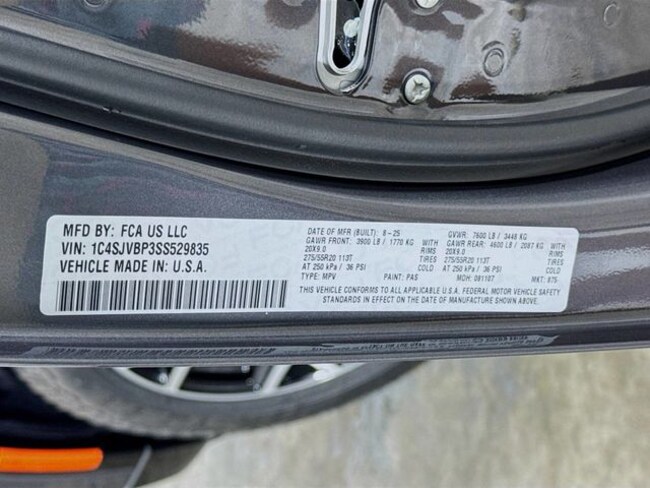 MFD BY: FCA US LLC
VIN: 1C4SJVBP3SS529835
VEHICLE MADE IN: U.S.A.
DATE OF MFR (BUILT): 8-25 GVWR: 7600 LB / 3448 KG
GAWR FRONT: 3900 LB / 1770 KG WITH GAWR REAR: 4600 LB / 2087 KG WITH
20X9.0 RIMS 20X9.0 RIMS
275/55R20 113T TIRES 275/55R20 113T TIRES
AT 250 kPa / 36 PSI COLD AT 250 kPa / 36 PSI COLD
TYPE: MPV PAINT: PAS MDH: 081107 MKT: 875
THIS VEHICLE CONFORMS TO ALL APPLICABLE U.S.A. FEDERAL MOTOR VEHICLE SAFETY
STANDARDS IN EFFECT ON THE DATE OF MANUFACTURE SHOWN ABOVE.